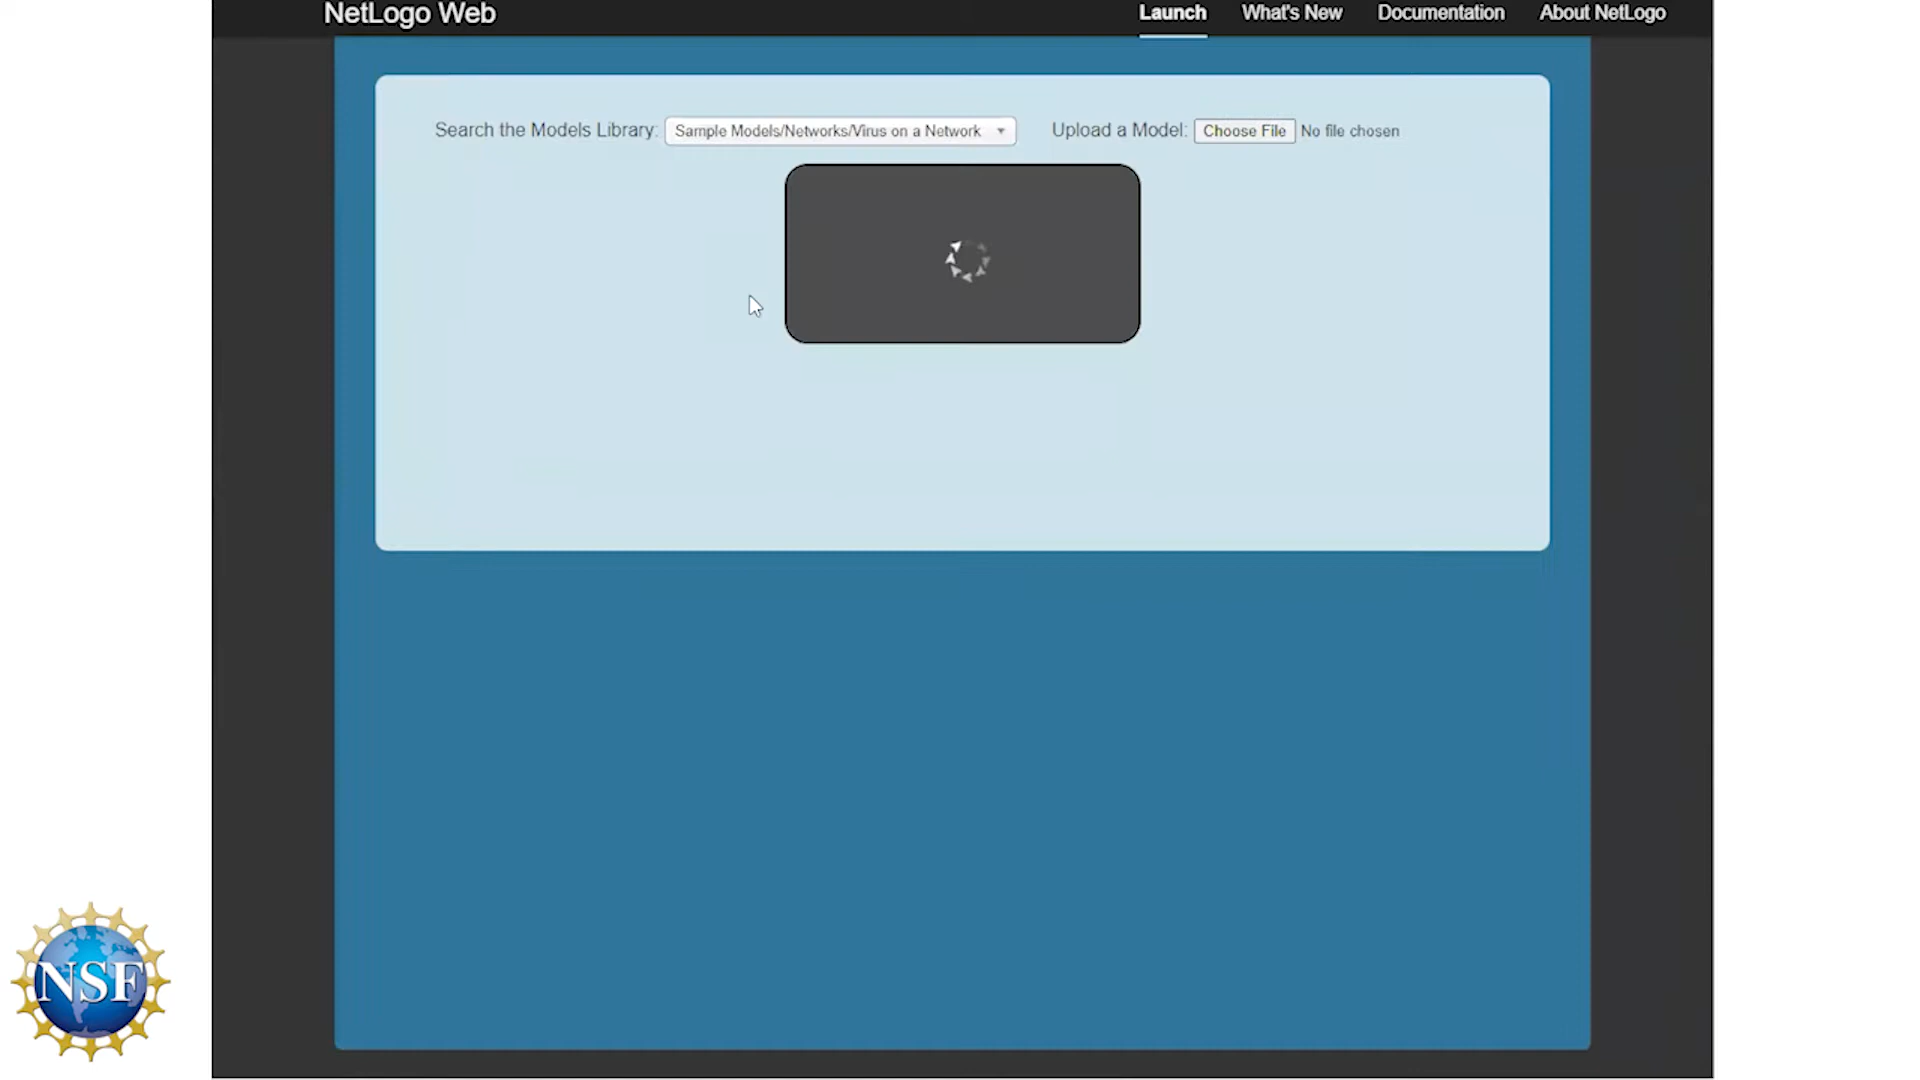 NetLogo Web
Launch What's New Documentation About NetLogo
Search the Models Library: Sample Models/Networks/Virus on a Network Upload a Model: Choose File No file chosen
NSF